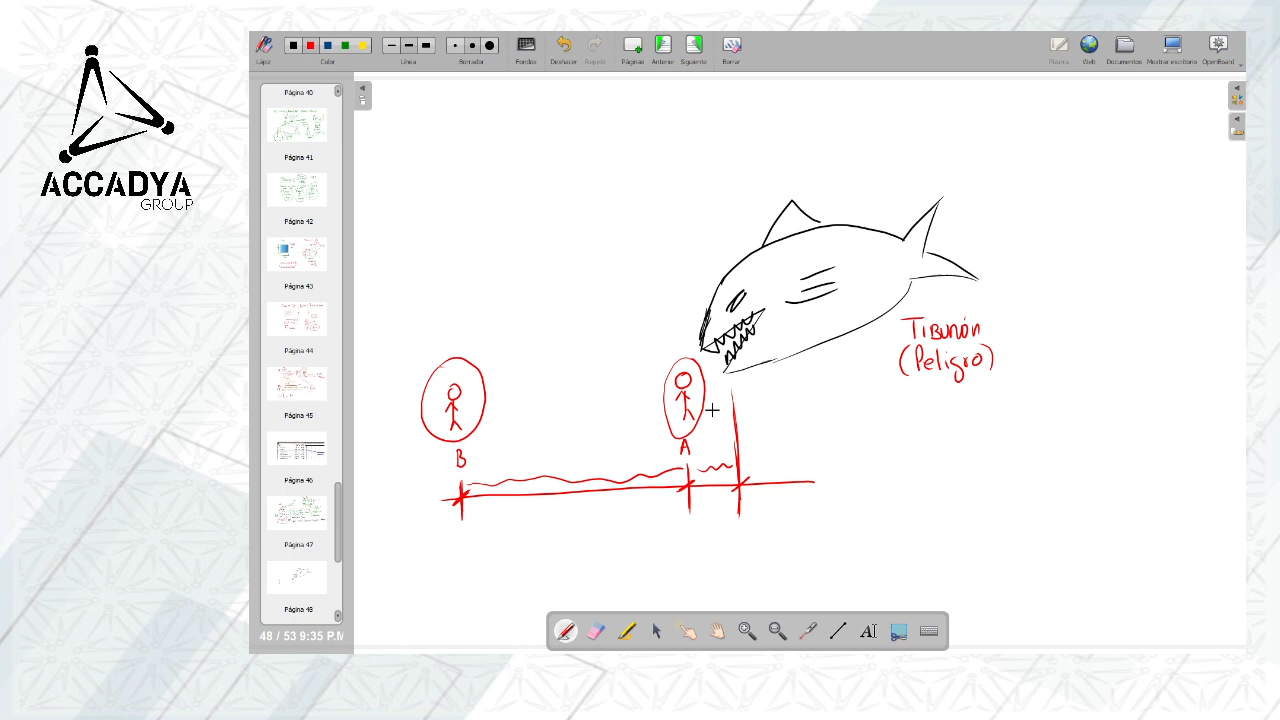 ACCADYA
GROUP
Lápiz
Color
Línea
Borrador
Fondos
Deshacer
Páginas
Anterior
Siguiente
Borrar
Pizarra
Web
Documentos
Mostrar escritorio
OpenBoard
Página 40
Página 41
Página 42
Página 43
Página 44
Página 45
Página 46
Página 47
Página 48
48 / 53 9:35 P.M
TIBURÓN
(Peligro)
A
B